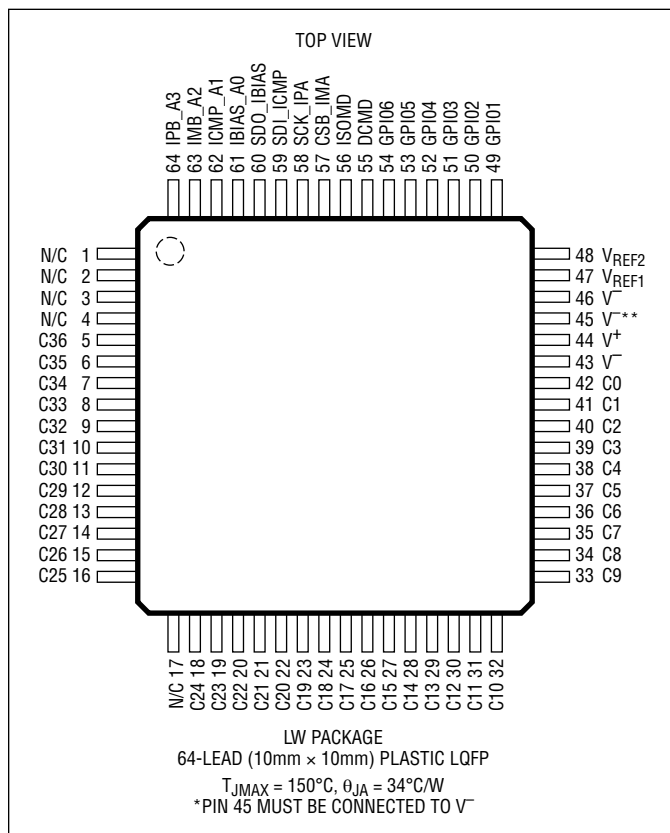 TOP VIEW
64 IPB_A3
63 IMB_A2
62 ICMP_A1
61 IBIAS_A0
60 SDO_IBIAS
59 SDI_ICMP
58 SCK_IPA
57 CSB_IMA
56 ISOMD
55 DCMD
54 GPIO6
53 GPIO5
52 GPIO4
51 GPIO3
50 GPIO2
49 GPIO1
N/C 1
N/C 2
N/C 3
N/C 4
C36 5
C35 6
C34 7
C33 8
C32 9
C31 10
C30 11
C29 12
C28 13
C27 14
C26 15
C25 16
48 VREF2
47 VREF1
46 V–
45 V–**
44 V+
43 V–
42 C0
41 C1
40 C2
39 C3
38 C4
37 C5
36 C6
35 C7
34 C8
33 C9
N/C 17
C24 18
C23 19
C22 20
C21 21
C20 22
C19 23
C18 24
C17 25
C16 26
C15 27
C14 28
C13 29
C12 30
C11 31
C10 32
LW PACKAGE
64-LEAD (10mm × 10mm) PLASTIC LQFP
TJMAX = 150°C, θJA = 34°C/W
*PIN 45 MUST BE CONNECTED TO V–